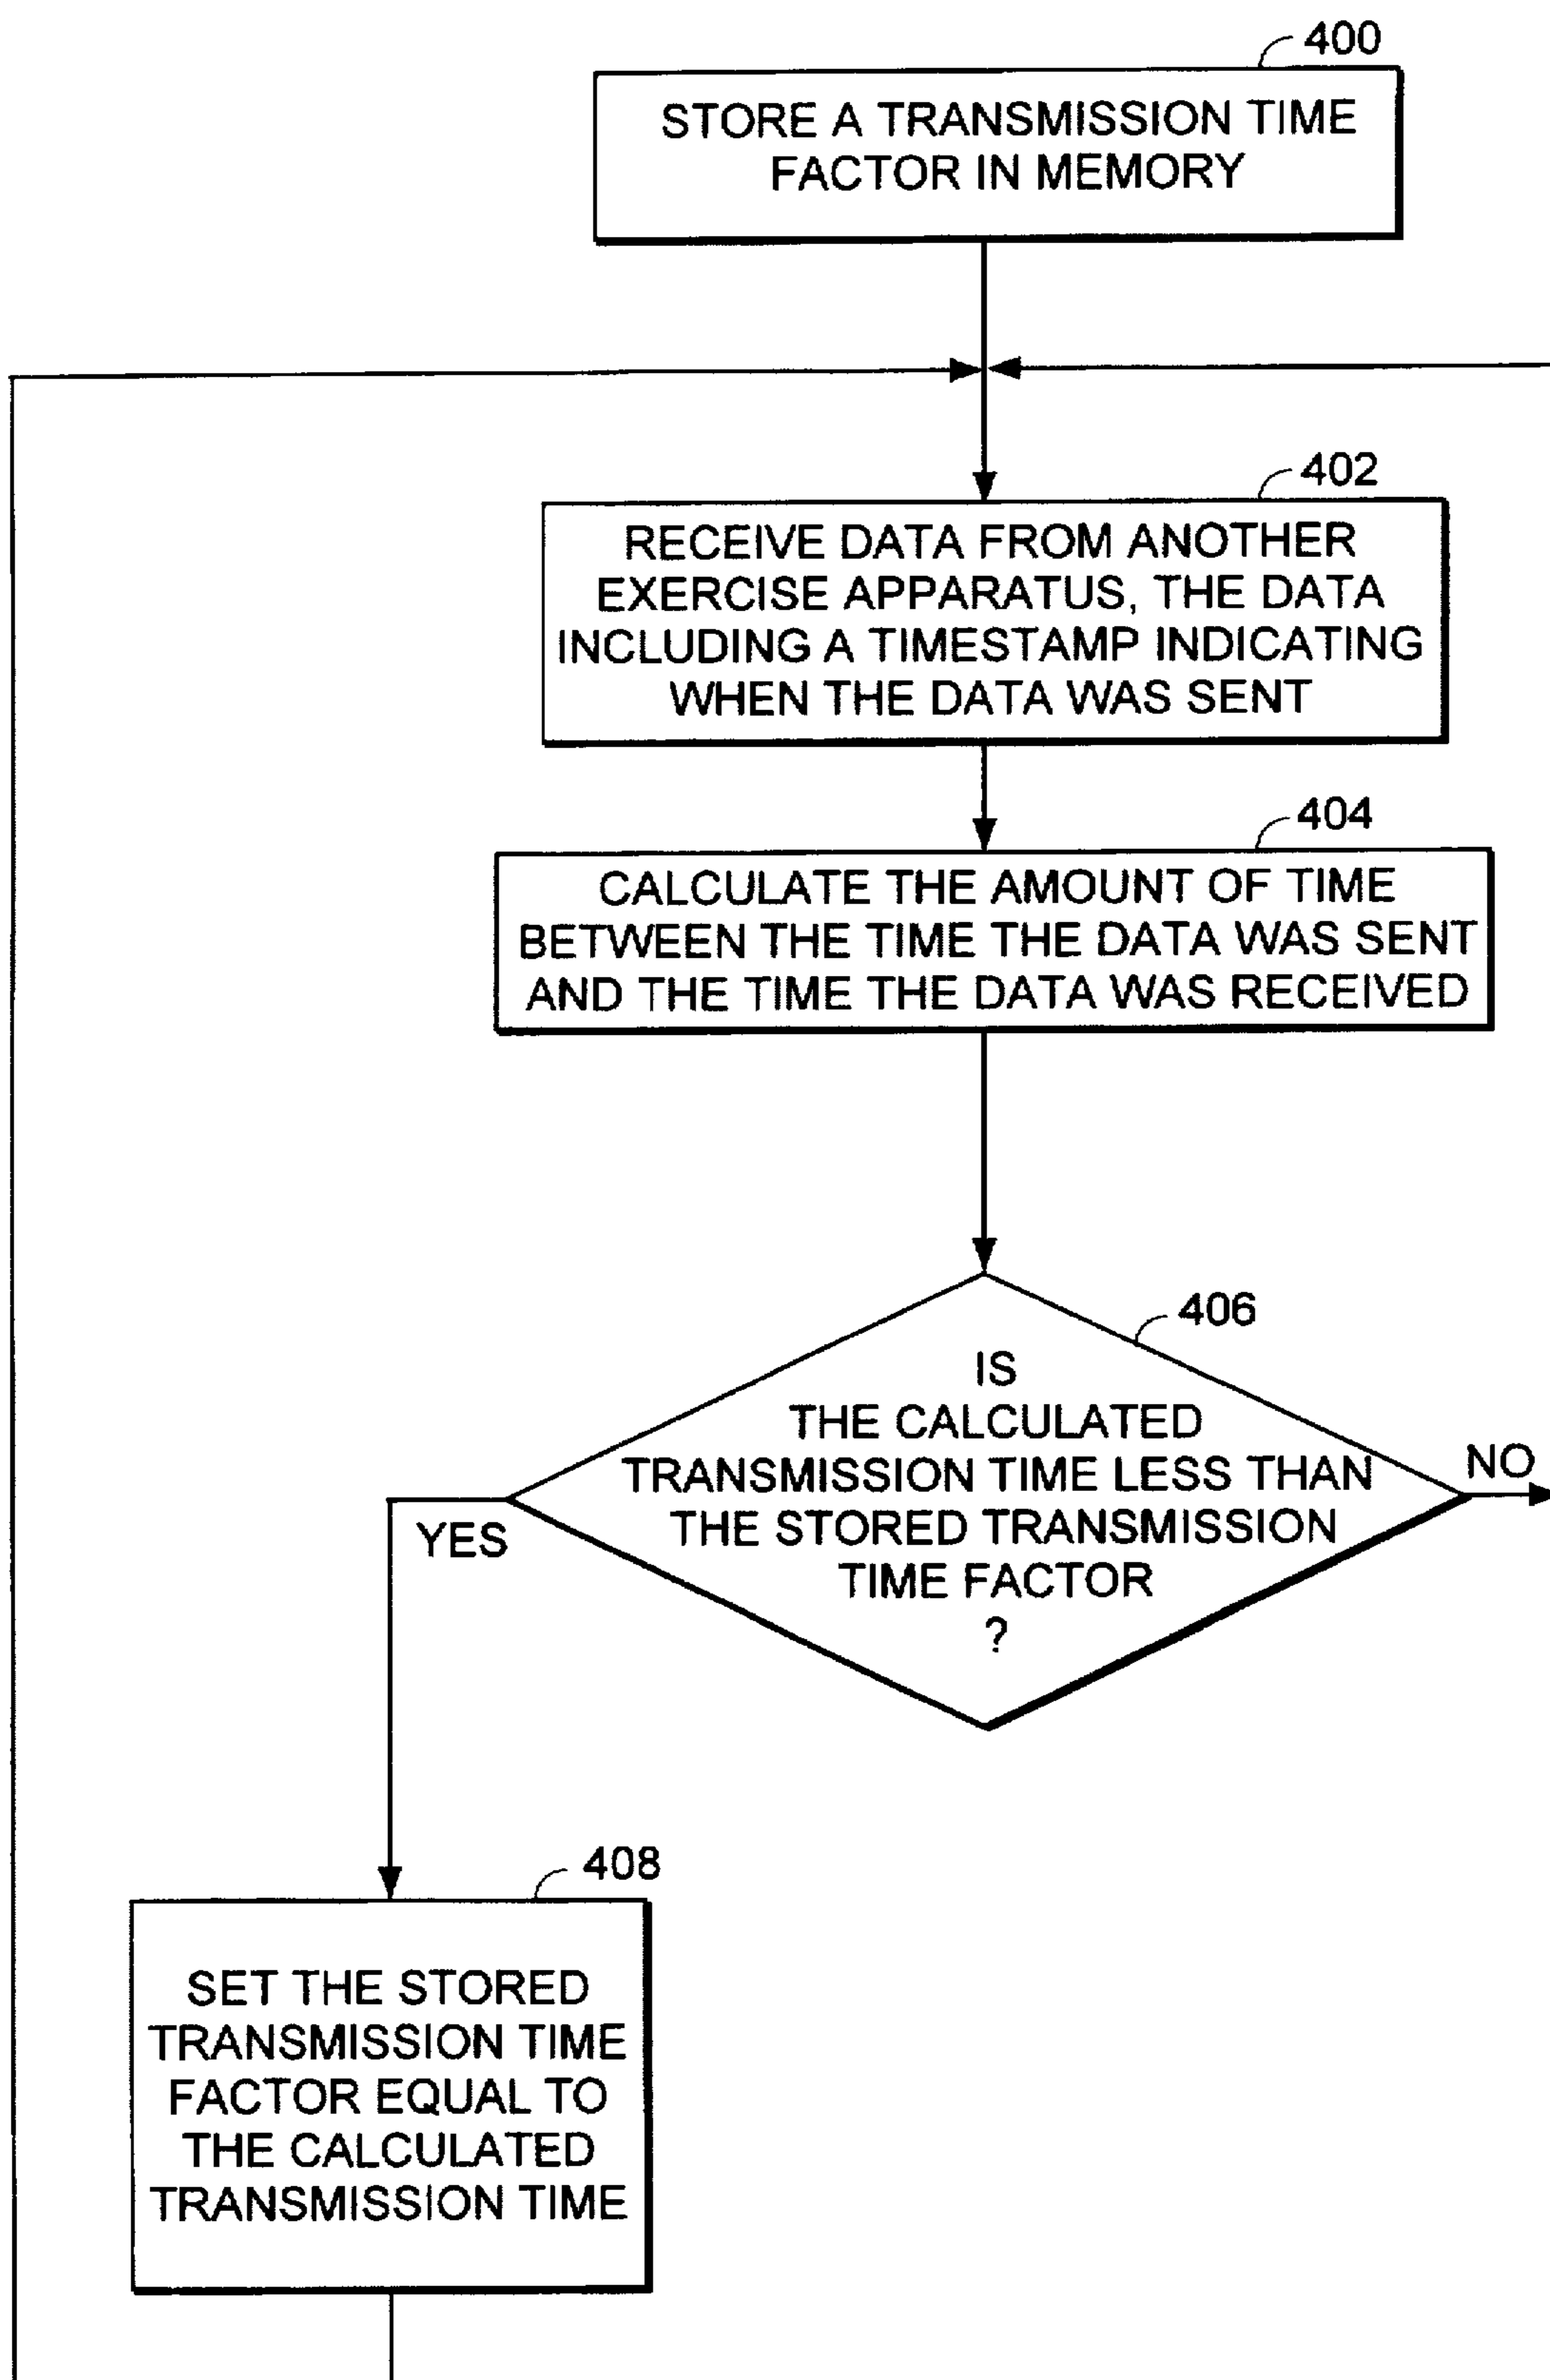 400
STORE A TRANSMISSION TIME
FACTOR IN MEMORY
402
RECEIVE DATA FROM ANOTHER
EXERCISE APPARATUS, THE DATA
INCLUDING A TIMESTAMP INDICATING
WHEN THE DATA WAS SENT
404
CALCULATE THE AMOUNT OF TIME
BETWEEN THE TIME THE DATA WAS SENT
AND THE TIME THE DATA WAS RECEIVED
406
IS
THE CALCULATED
TRANSMISSION TIME LESS THAN
THE STORED TRANSMISSION
TIME FACTOR
?
NO
YES
408
SET THE STORED
TRANSMISSION TIME
FACTOR EQUAL TO
THE CALCULATED
TRANSMISSION TIME